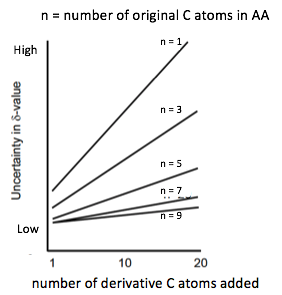 n = number of original C atoms in AA
High
n = 1
n = 3
Uncertainty in δ-value
n = 5
n = 7
n = 9
Low
1 10 20
number of derivative C atoms added